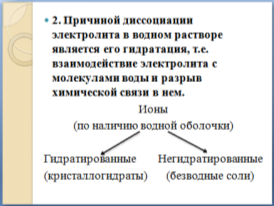 • 2. Причиной диссоциации
электролита в водном растворе
является его гидратация, т.е.
взаимодействие электролита с
молекулами воды и разрыв
химической связи в нем.
Ионы
(по наличию водной оболочки)
Гидратированные Негидратированные
(кристаллогидраты) (безводные соли)